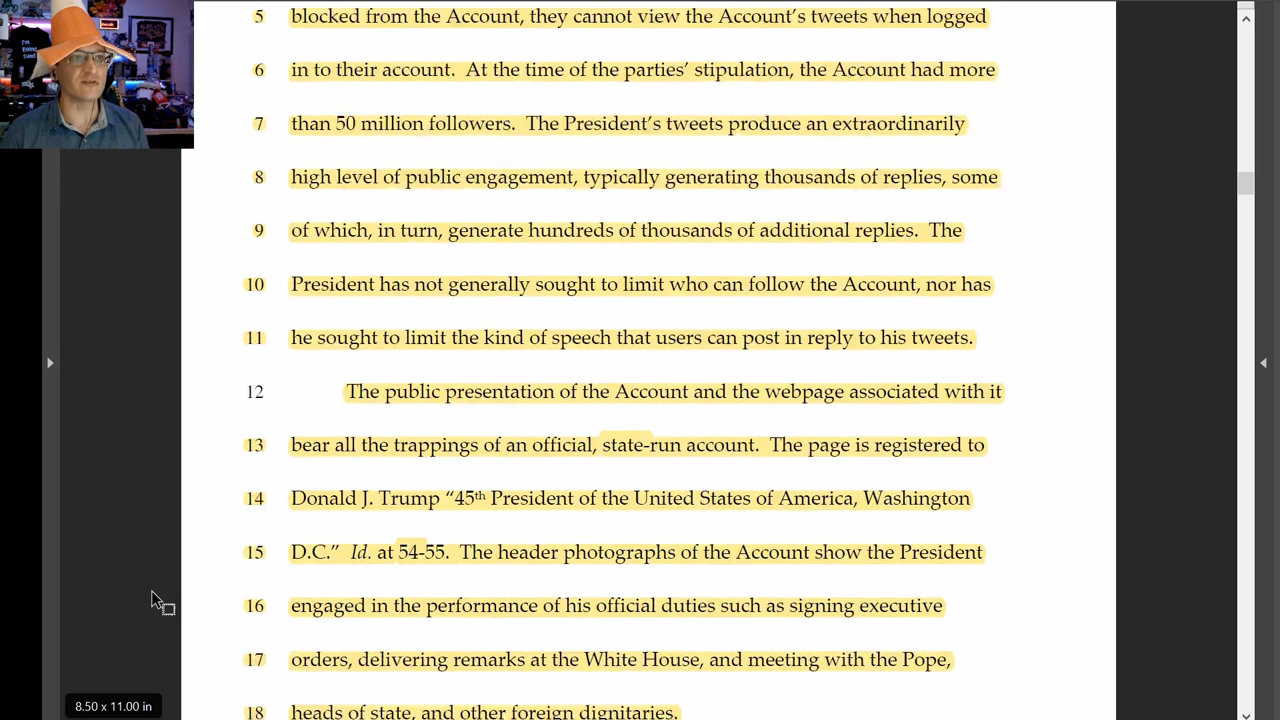 5 blocked from the Account, they cannot view the Account’s tweets when logged
6 in to their account.  At the time of the parties’ stipulation, the Account had more
7 than 50 million followers.  The President’s tweets produce an extraordinarily
8 high level of public engagement, typically generating thousands of replies, some
9 of which, in turn, generate hundreds of thousands of additional replies.  The
10 President has not generally sought to limit who can follow the Account, nor has
11 he sought to limit the kind of speech that users can post in reply to his tweets.
12 The public presentation of the Account and the webpage associated with it
13 bear all the trappings of an official, state-run account.  The page is registered to
14 Donald J. Trump “45th President of the United States of America, Washington
15 D.C.”  Id. at 54-55.  The header photographs of the Account show the President
16 engaged in the performance of his official duties such as signing executive
17 orders, delivering remarks at the White House, and meeting with the Pope,
18 heads of state, and other foreign dignitaries.
8.50 x 11.00 in